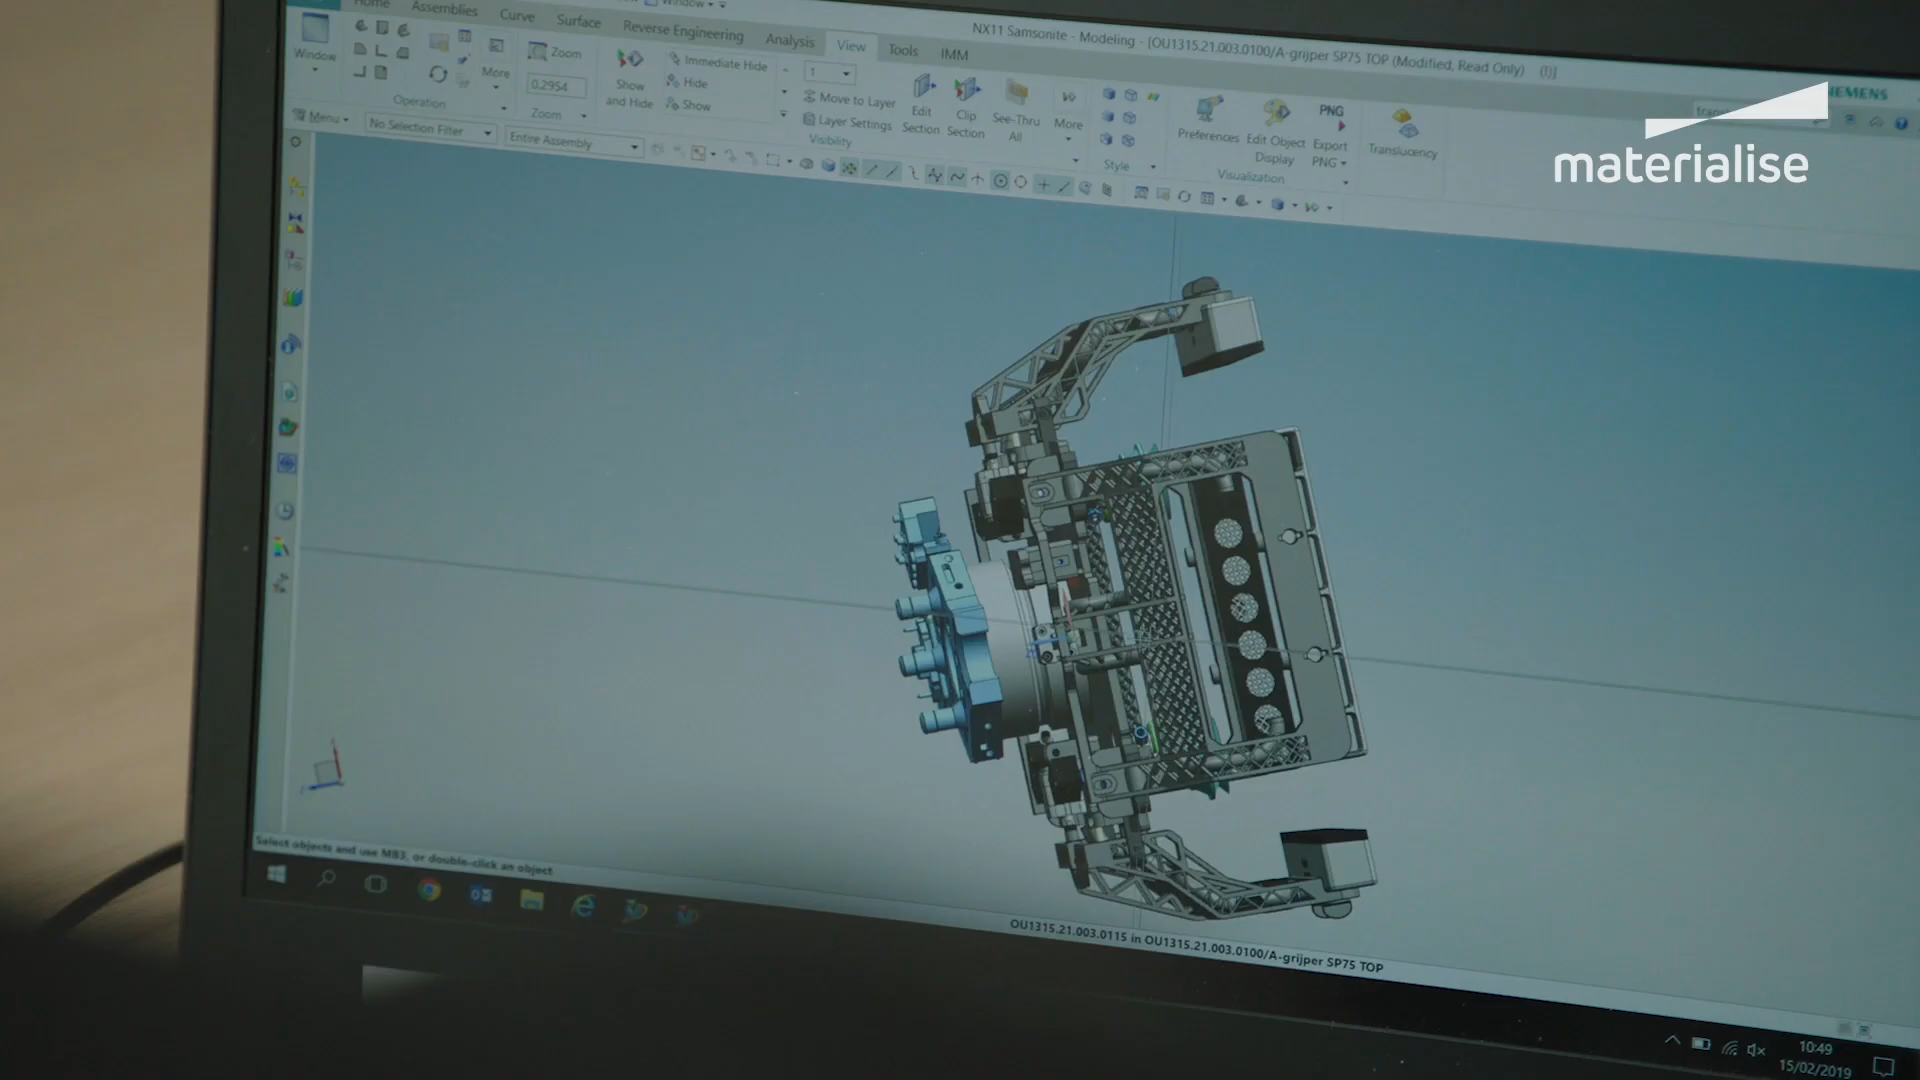 Home Assemblies Curve Surface Reverse Engineering Analysis View Tools IMM
NX11 Samsonite - Modeling - [OU1315.21.003.0100/A-grijper SP75 TOP (Modified, Read Only)
Window
More
Operation
Zoom
0.2954
Zoom
Show and Hide
Immediate Hide
Hide
Show
1
Move to Layer
Layer Settings
Visibility
Edit Section
Clip Section
See-Thru All
More
Style
Preferences
Edit Object Display
PNG
Export PNG
Visualization
Translucency
Menu
No Selection Filter
Entire Assembly
materialise
Select objects and use MB3, or double-click an object
OU1315.21.003.0115 in OU1315.21.003.0100/A-grijper SP75 TOP
10:49
15/02/2019